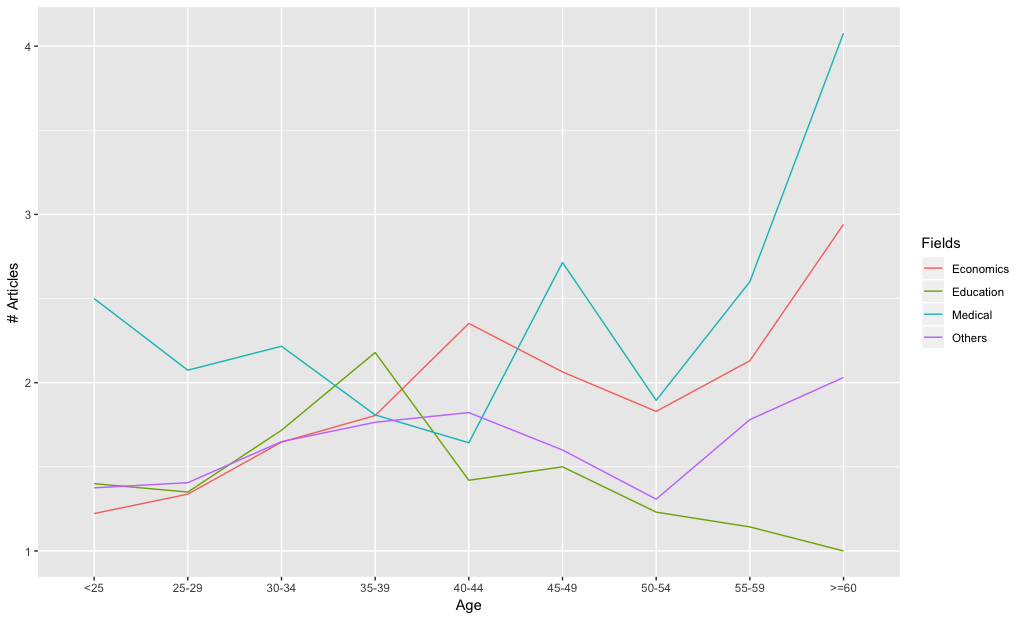 4
3
2
1
# Articles
<25 25-29 30-34 35-39 40-44 45-49 50-54 55-59 >=60
Age
Fields
Economics
Education
Medical
Others